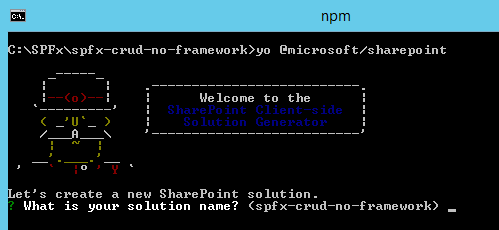 npm
C:\SPFx\spfx-crud-no-framework>yo @microsoft/sharepoint
Welcome to the
SharePoint Client-side
Solution Generator
Let's create a new SharePoint solution.
? What is your solution name? (spfx-crud-no-framework) _